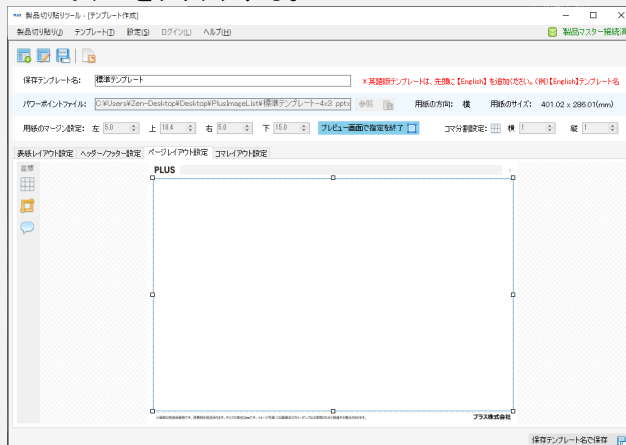 製品切り貼りツール - [テンプレート作成]
製品切り貼り(J) テンプレート(T) 設定(S) ログイン(L) ヘルプ(H) 製品マスター接続済
保存テンプレート名: 標準テンプレート ※英語版テンプレートは、先頭に【English】を追加ください。(例)【English】テンプレート名
パワーポイントファイル: C:¥Users¥Zen-Desktop¥Desktop¥PlusImageList¥標準テンプレート-4x3.pptx 参照 用紙の方向: 横 用紙のサイズ: 401.02 x 286.01(mm)
用紙のマージン設定: 左 5.0 上 18.4 右 5.0 下 15.0 プレビュー画面で指定を終了 コマ分割設定: 横 1 縦 1
表紙レイアウト設定 ヘッダー/フッター設定 ページレイアウト設定 コマレイアウト設定
座標
PLUS
プラス株式会社
保存テンプレート名で保存